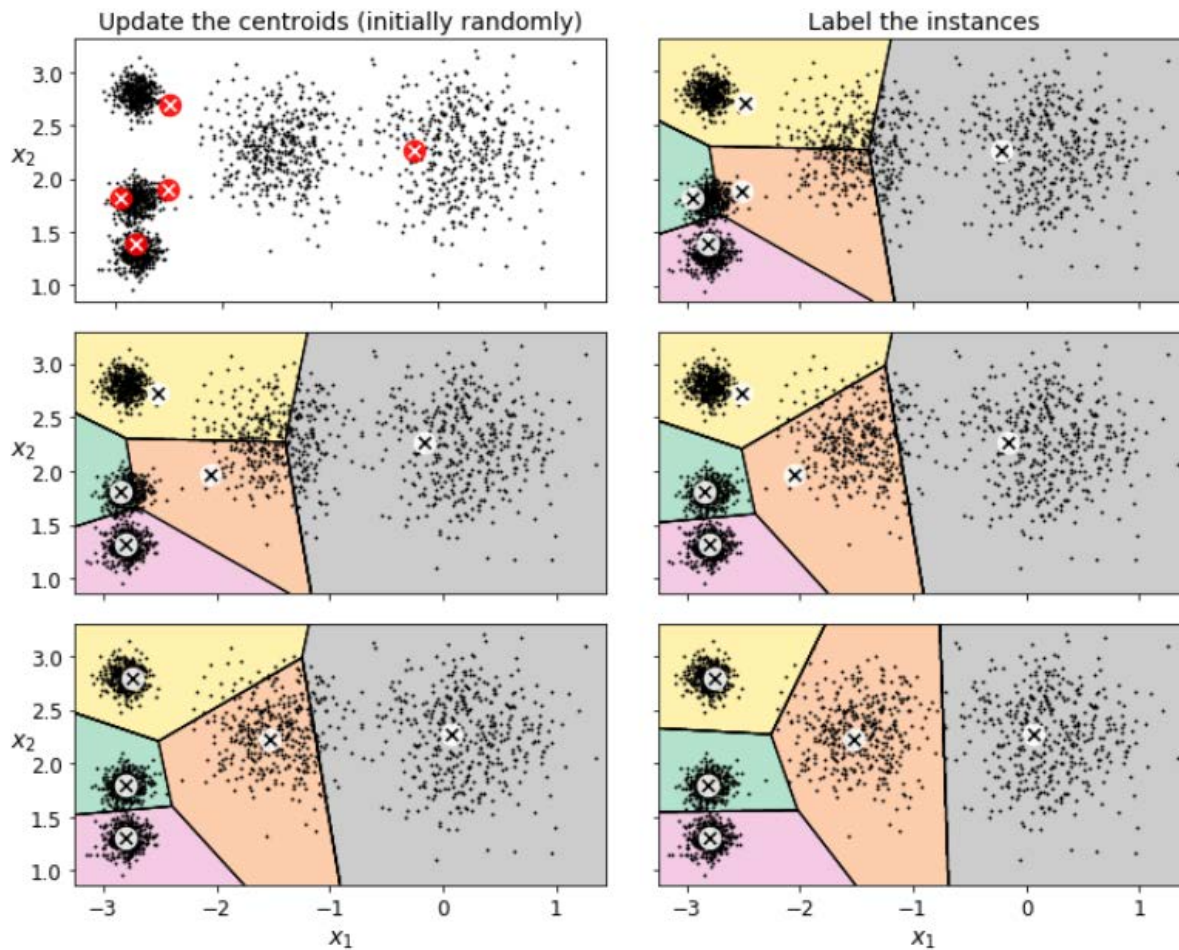 Update the centroids (initially randomly)
Label the instances
3.0
2.5
x₂
2.0
1.5
1.0
3.0
2.5
x₂
2.0
1.5
1.0
3.0
2.5
x₂
2.0
1.5
1.0
−3 −2 −1 0 1
x₁
−3 −2 −1 0 1
x₁